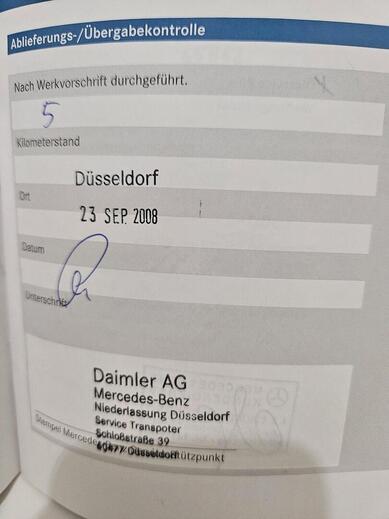 Ablieferungs-/Übergabekontrolle
Nach Werkvorschrift durchgeführt.
5
Kilometerstand
Düsseldorf
Ort
23 SEP. 2008
Datum
Unterschrift
Daimler AG
Mercedes-Benz
Niederlassung Düsseldorf
Service Transpoter
Schloßstraße 39
40477 Düsseldorf
Stempel Mercedes